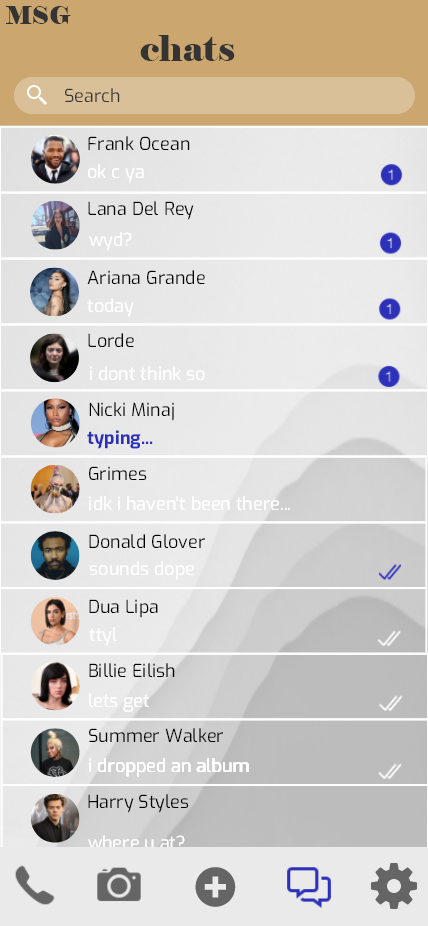 MSG
chats
Search
Frank Ocean
ok c ya
1
Lana Del Rey
wyd?
1
Ariana Grande
today
1
Lorde
i dont think so
1
Nicki Minaj
typing...
Grimes
idk i haven't been there...
Donald Glover
sounds dope
Dua Lipa
ttyl
Billie Eilish
lets get
Summer Walker
i dropped an album
Harry Styles
where u at?